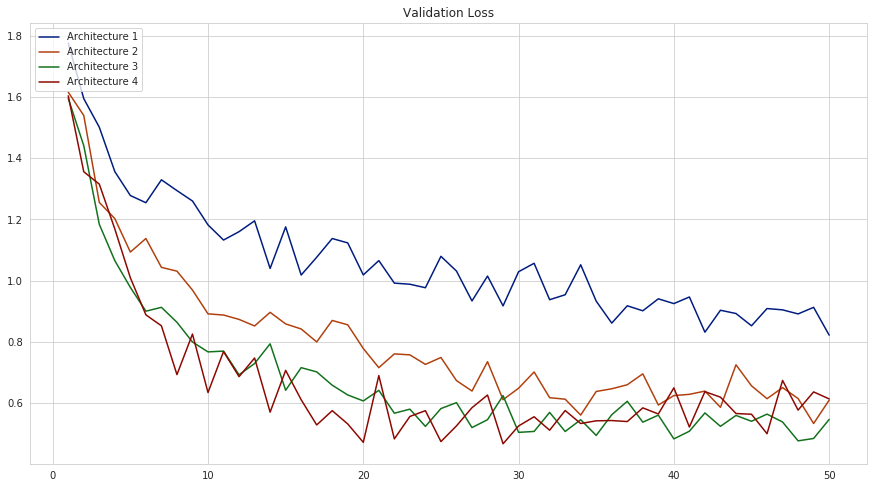 Validation Loss
1.8
1.6
1.4
1.2
1.0
0.8
0.6
Architecture 1
Architecture 2
Architecture 3
Architecture 4
0 10 20 30 40 50